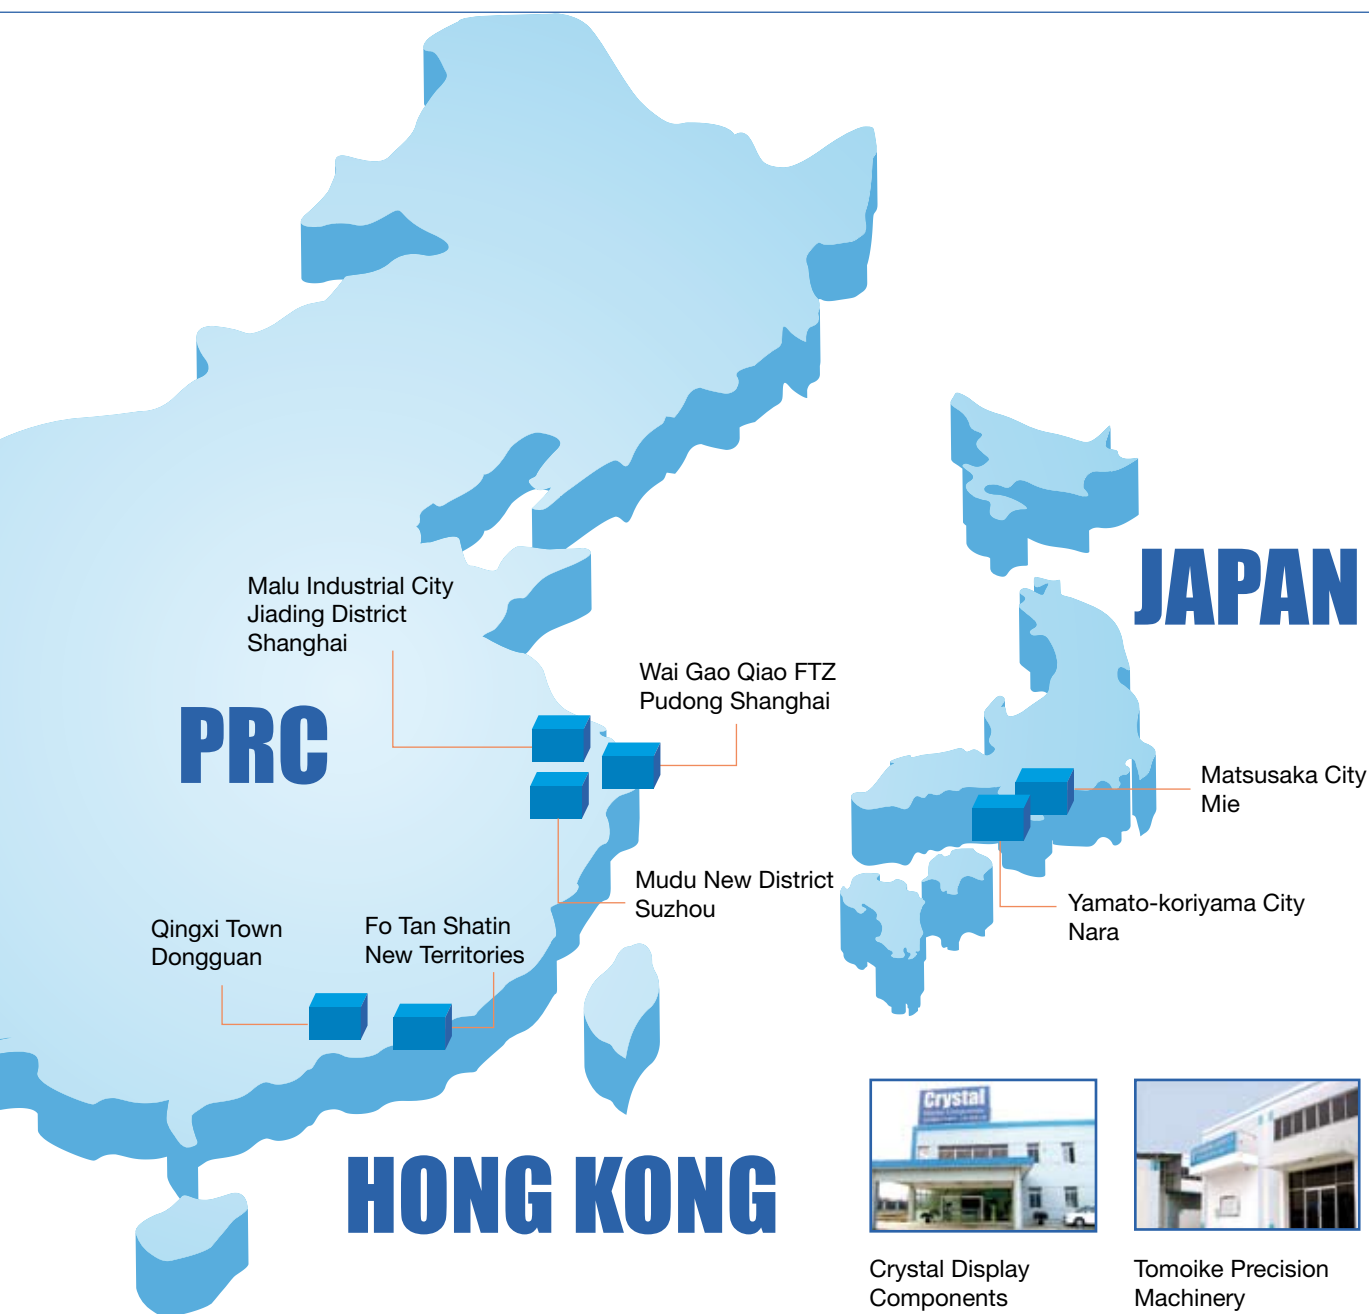 JAPAN
Malu Industrial City
Jiading District
Shanghai
Wai Gao Qiao FTZ
Pudong Shanghai
PRC
Matsusaka City
Mie
Mudu New District
Suzhou
Yamato-koriyama City
Nara
Qingxi Town
Dongguan
Fo Tan Shatin
New Territories
HONG KONG
Crystal
Crystal Display
Components
Tomoike Precision
Machinery